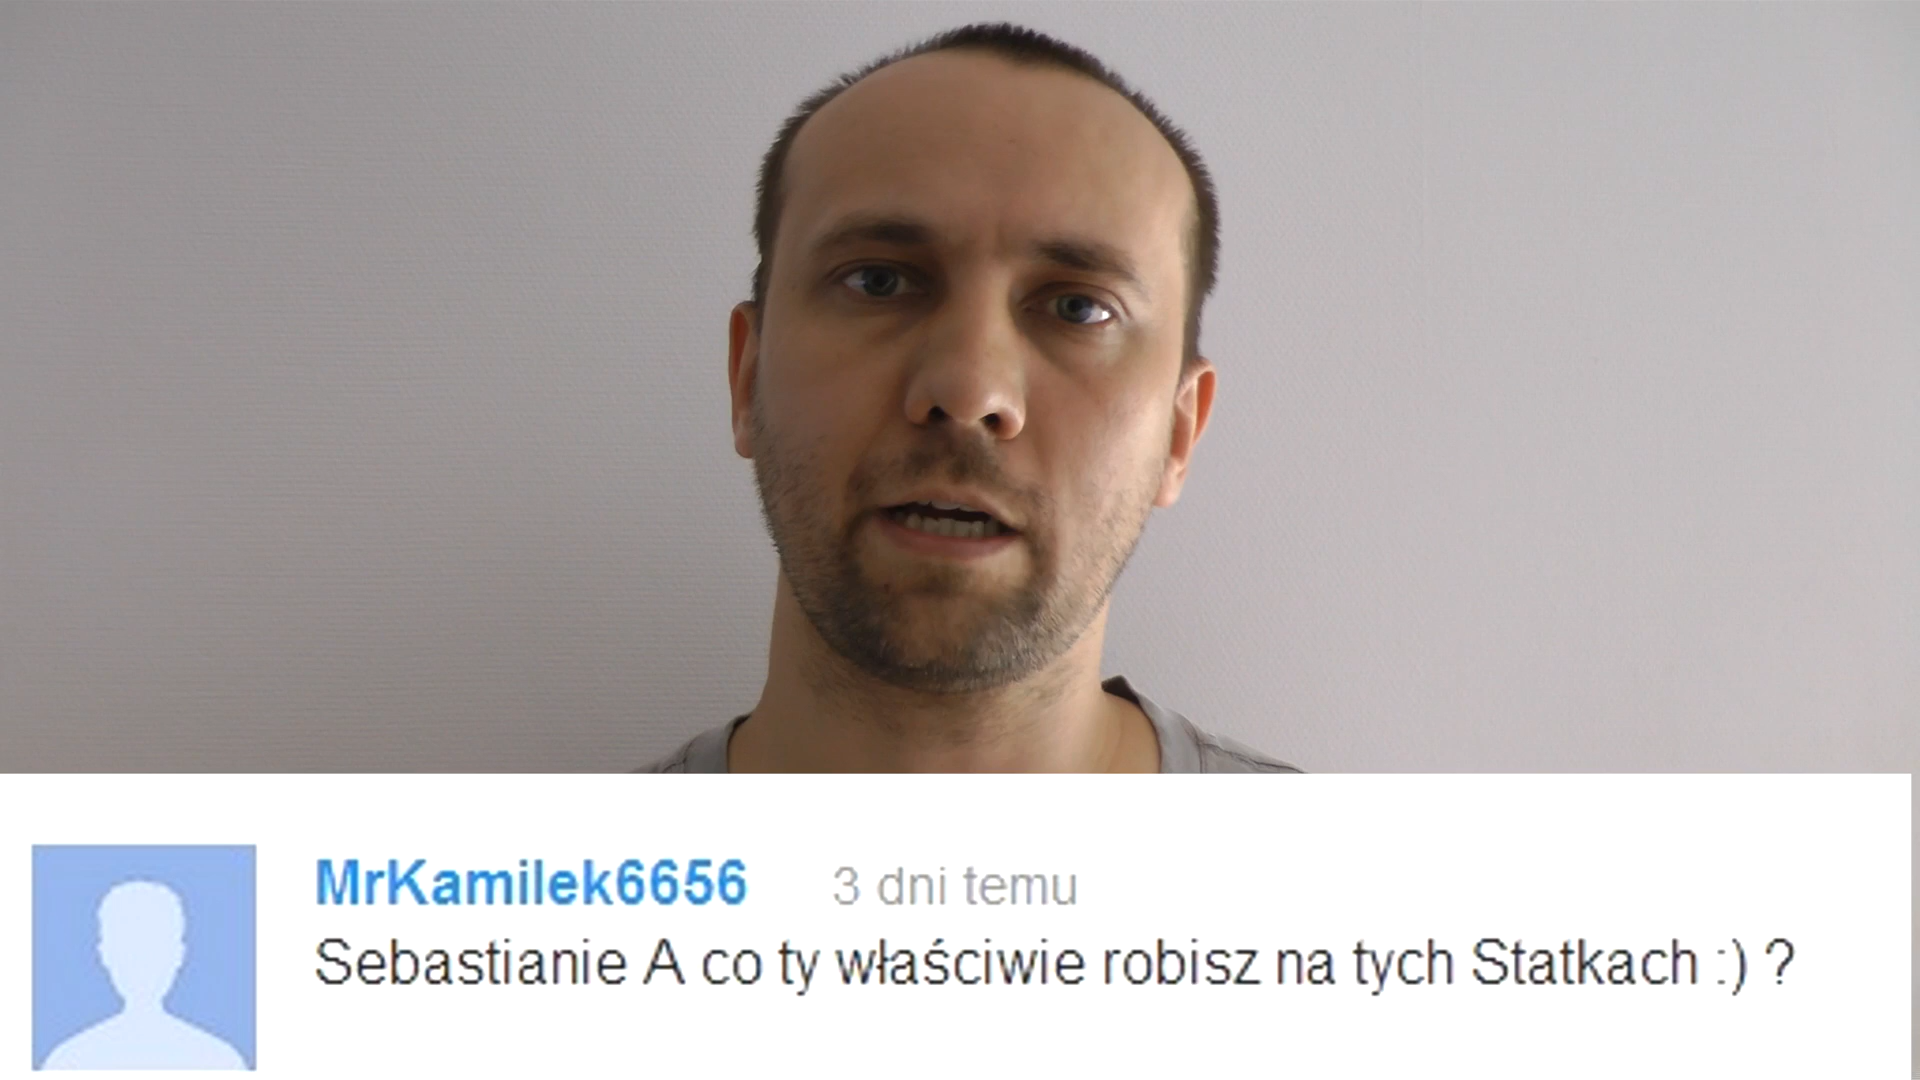 MrKamilek6656 3 dni temu
Sebastianie A co ty właściwie robisz na tych Statkach :) ?